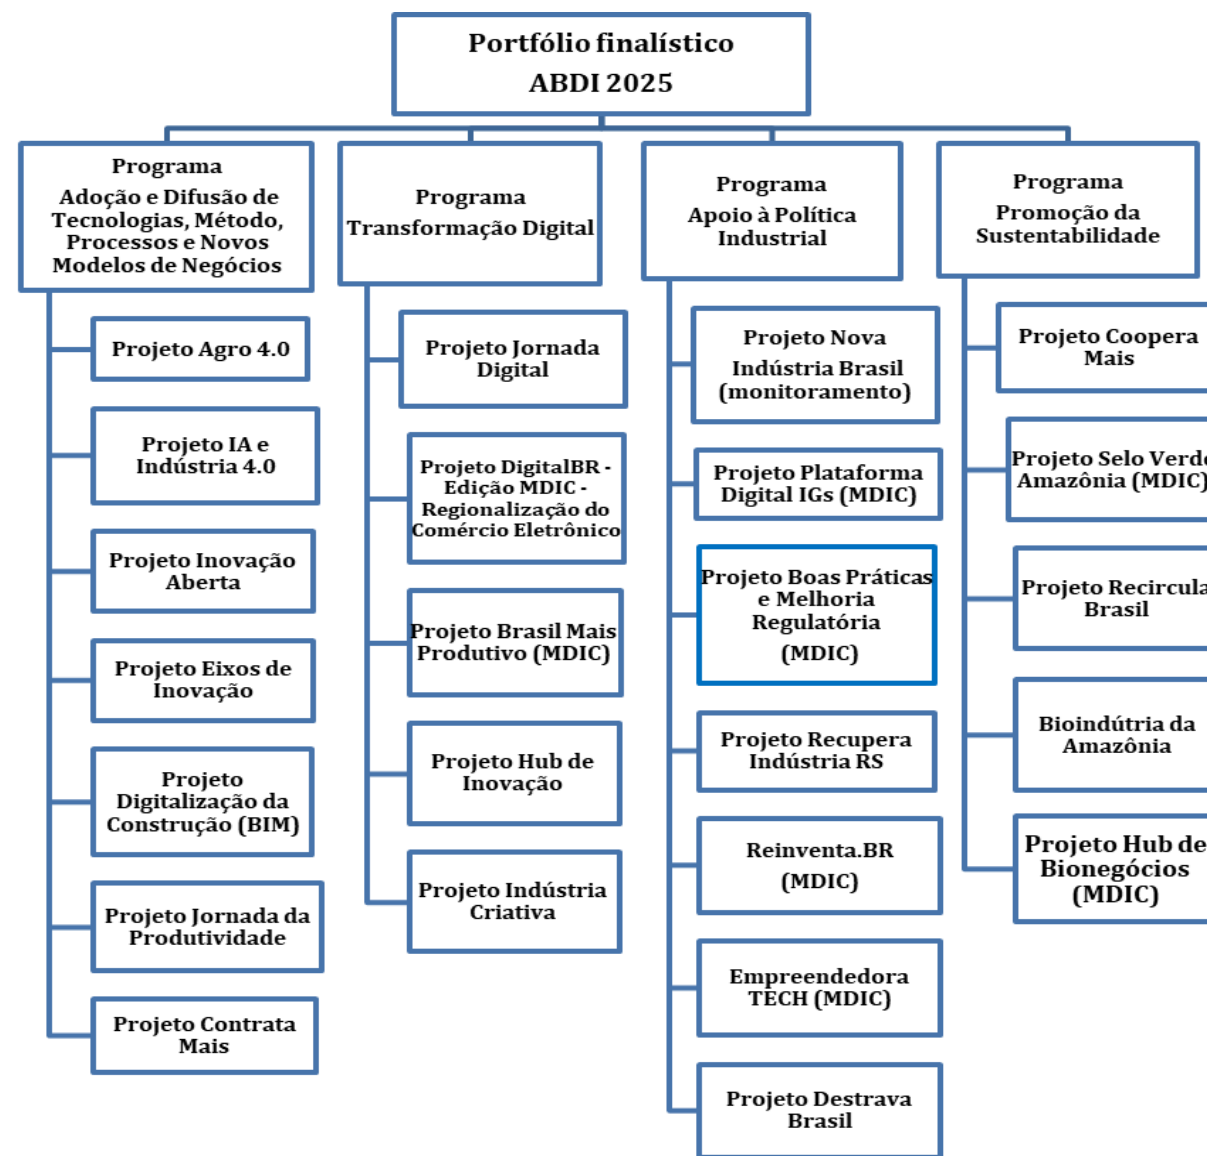 Portfólio finalístico
ABDI 2025
Programa
Adoção e Difusão de
Tecnologias, Método,
Processos e Novos
Modelos de Negócios
Projeto Agro 4.0
Projeto IA e
Indústria 4.0
Projeto Inovação
Aberta
Projeto Eixos de
Inovação
Projeto
Digitalização da
Construção (BIM)
Projeto Jornada da
Produtividade
Projeto Contrata
Mais
Programa
Transformação Digital
Projeto Jornada
Digital
Projeto DigitalBR -
Edição MDIC -
Regionalização do
Comércio Eletrônico
Projeto Brasil Mais
Produtivo (MDIC)
Projeto Hub de
Inovação
Projeto Indústria
Criativa
Programa
Apoio à Política
Industrial
Projeto Nova
Indústria Brasil
(monitoramento)
Projeto Plataforma
Digital IGs (MDIC)
Projeto Boas Práticas
e Melhoria
Regulatória
(MDIC)
Projeto Recupera
Indústria RS
Reinventa.BR
(MDIC)
Empreendedora
TECH (MDIC)
Projeto Destrava
Brasil
Programa
Promoção da
Sustentabilidade
Projeto Coopera
Mais
Projeto Selo Verde
Amazônia (MDIC)
Projeto Recircula
Brasil
Bioindútria da
Amazônia
Projeto Hub de
Bionegócios
(MDIC)